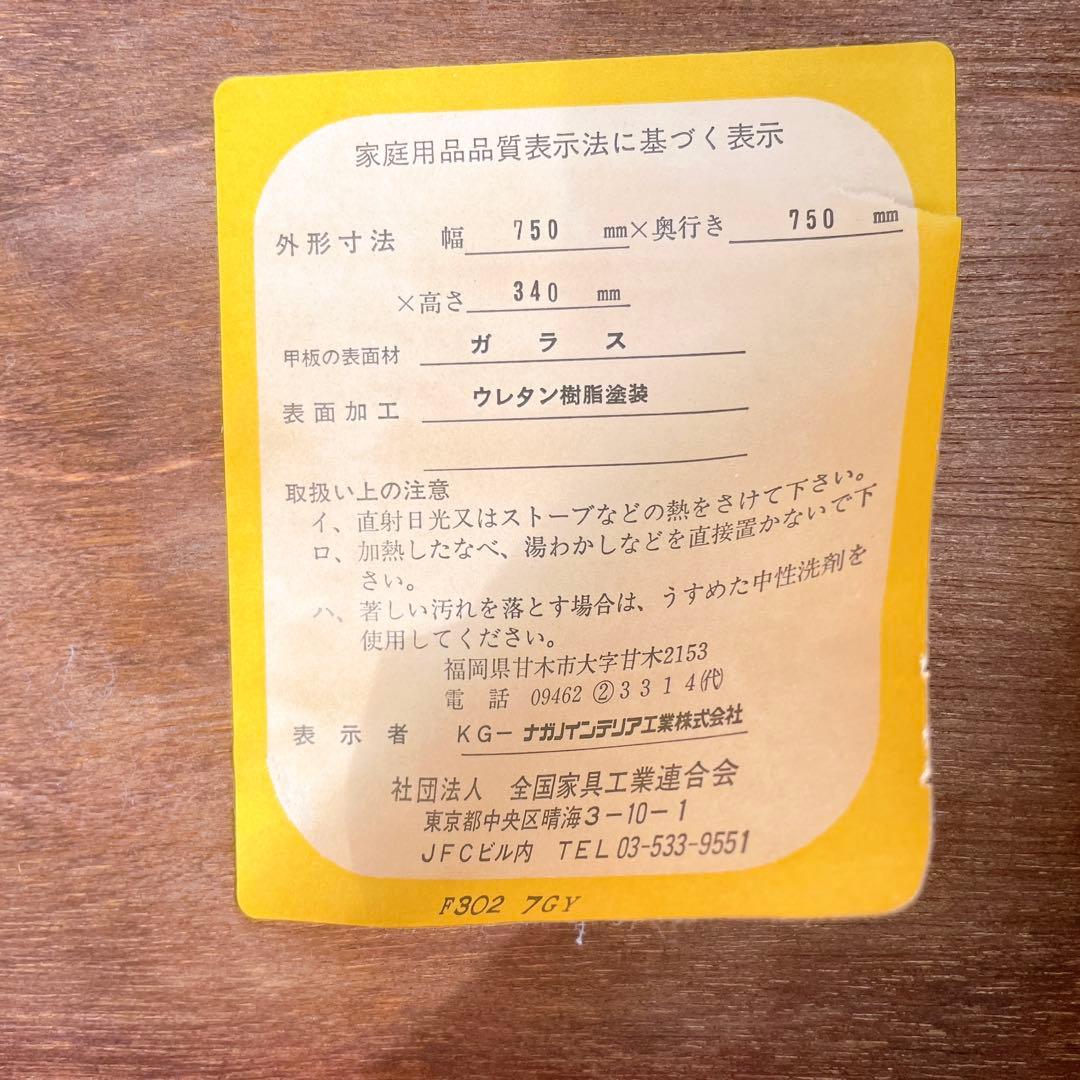 家庭用品品質表示法に基づく表示
外形寸法 幅 750 mm×奥行き 750 mm
×高さ 340 mm
甲板の表面材 ガラス
表面加工 ウレタン樹脂塗装
取扱い上の注意
イ、直射日光又はストーブなどの熱をさけて下さい。
ロ、加熱したなべ、湯わかしなどを直接置かないで下
さい。
ハ、著しい汚れを落とす場合は、うすめた中性洗剤を
使用してください。
福岡県甘木市大字甘木2153
電話 09462 ②3314㈹
表示者 KG-ナガノインテリア工業株式会社
社団法人 全国家具工業連合会
東京都中央区晴海3-10-1
JFCビル内 TEL 03-533-9551
F302 7GY